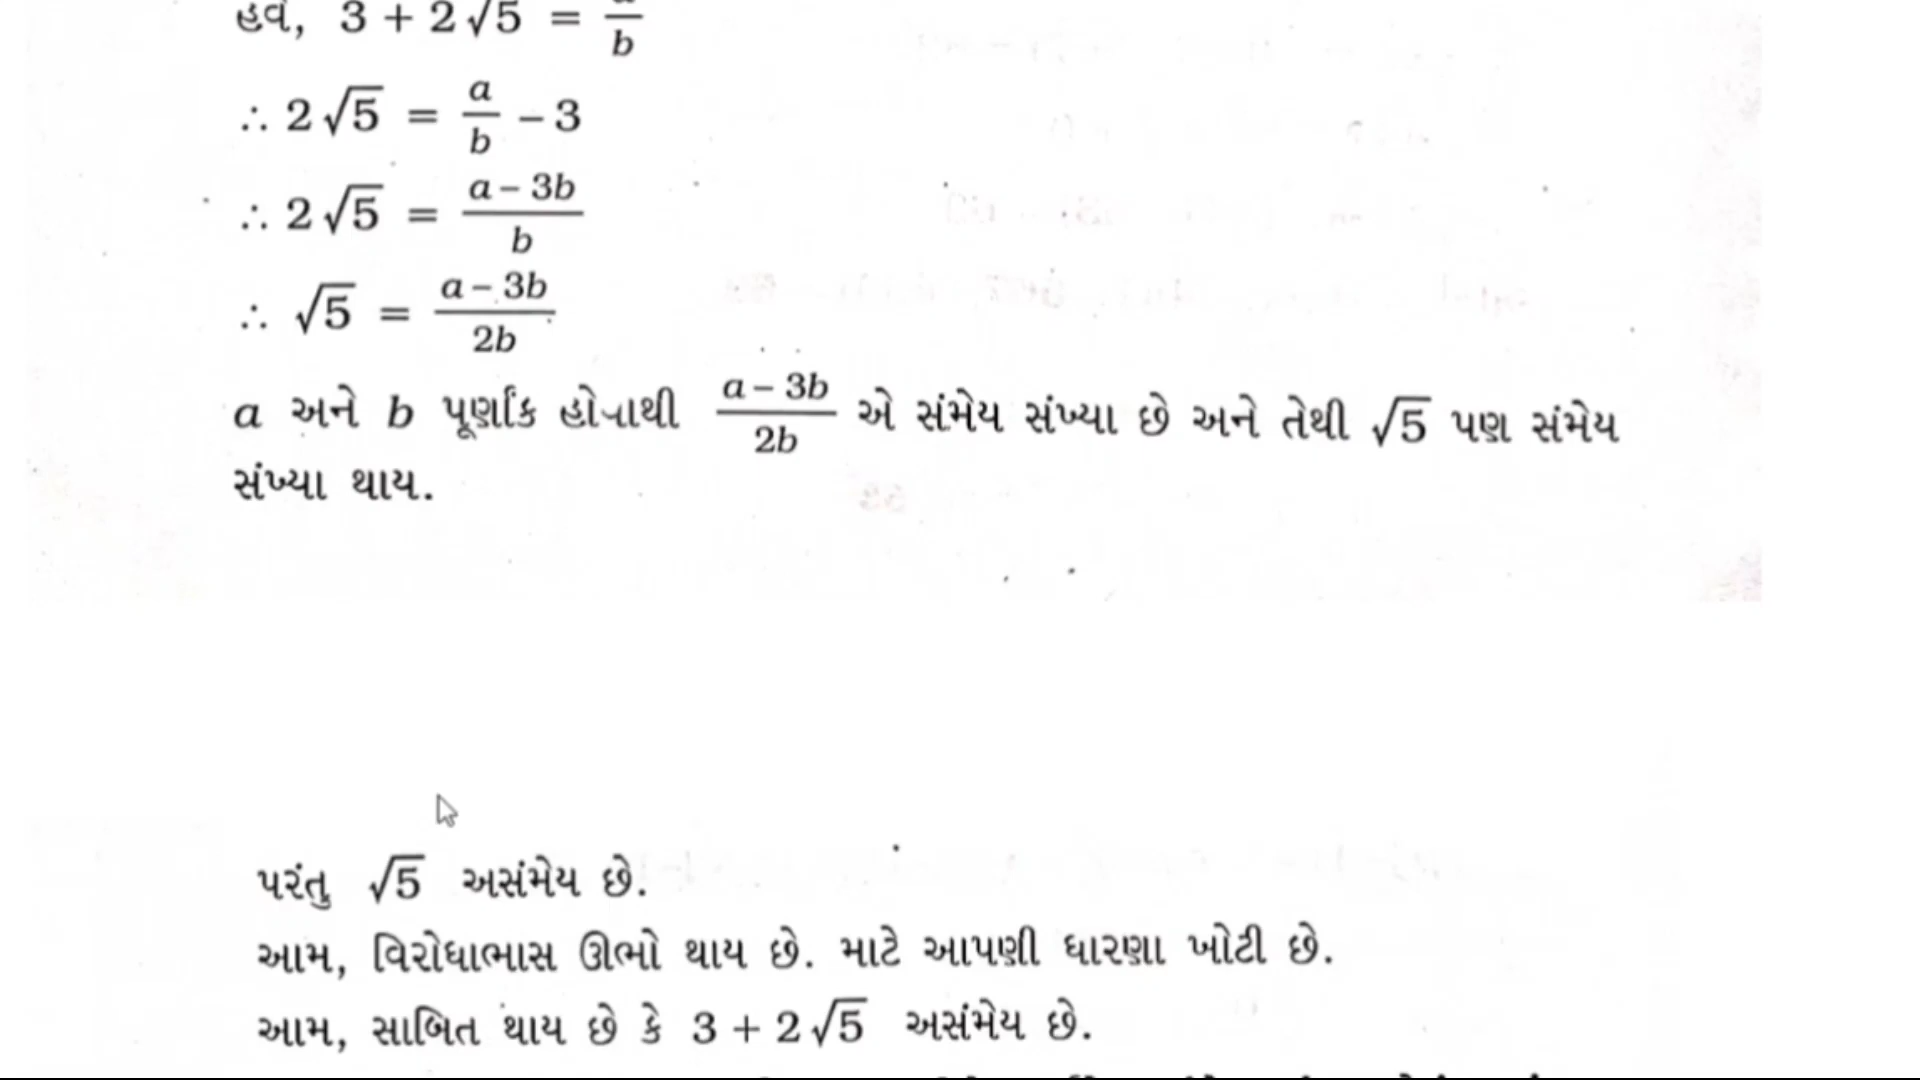 હવે, 3 + 2√5 = a/b
∴ 2√5 = a/b − 3
∴ 2√5 = (a − 3b)/b
∴ √5 = (a − 3b)/2b
a અને b પૂર્ણાંક હોવાથી (a − 3b)/2b એ સંમેય સંખ્યા છે અને તેથી √5 પણ સંમેય
સંખ્યા થાય.
પરંતુ √5 અસંમેય છે.
આમ, વિરોધાભાસ ઊભો થાય છે. માટે આપણી ધારણા ખોટી છે.
આમ, સાબિત થાય છે કે 3 + 2√5 અસંમેય છે.